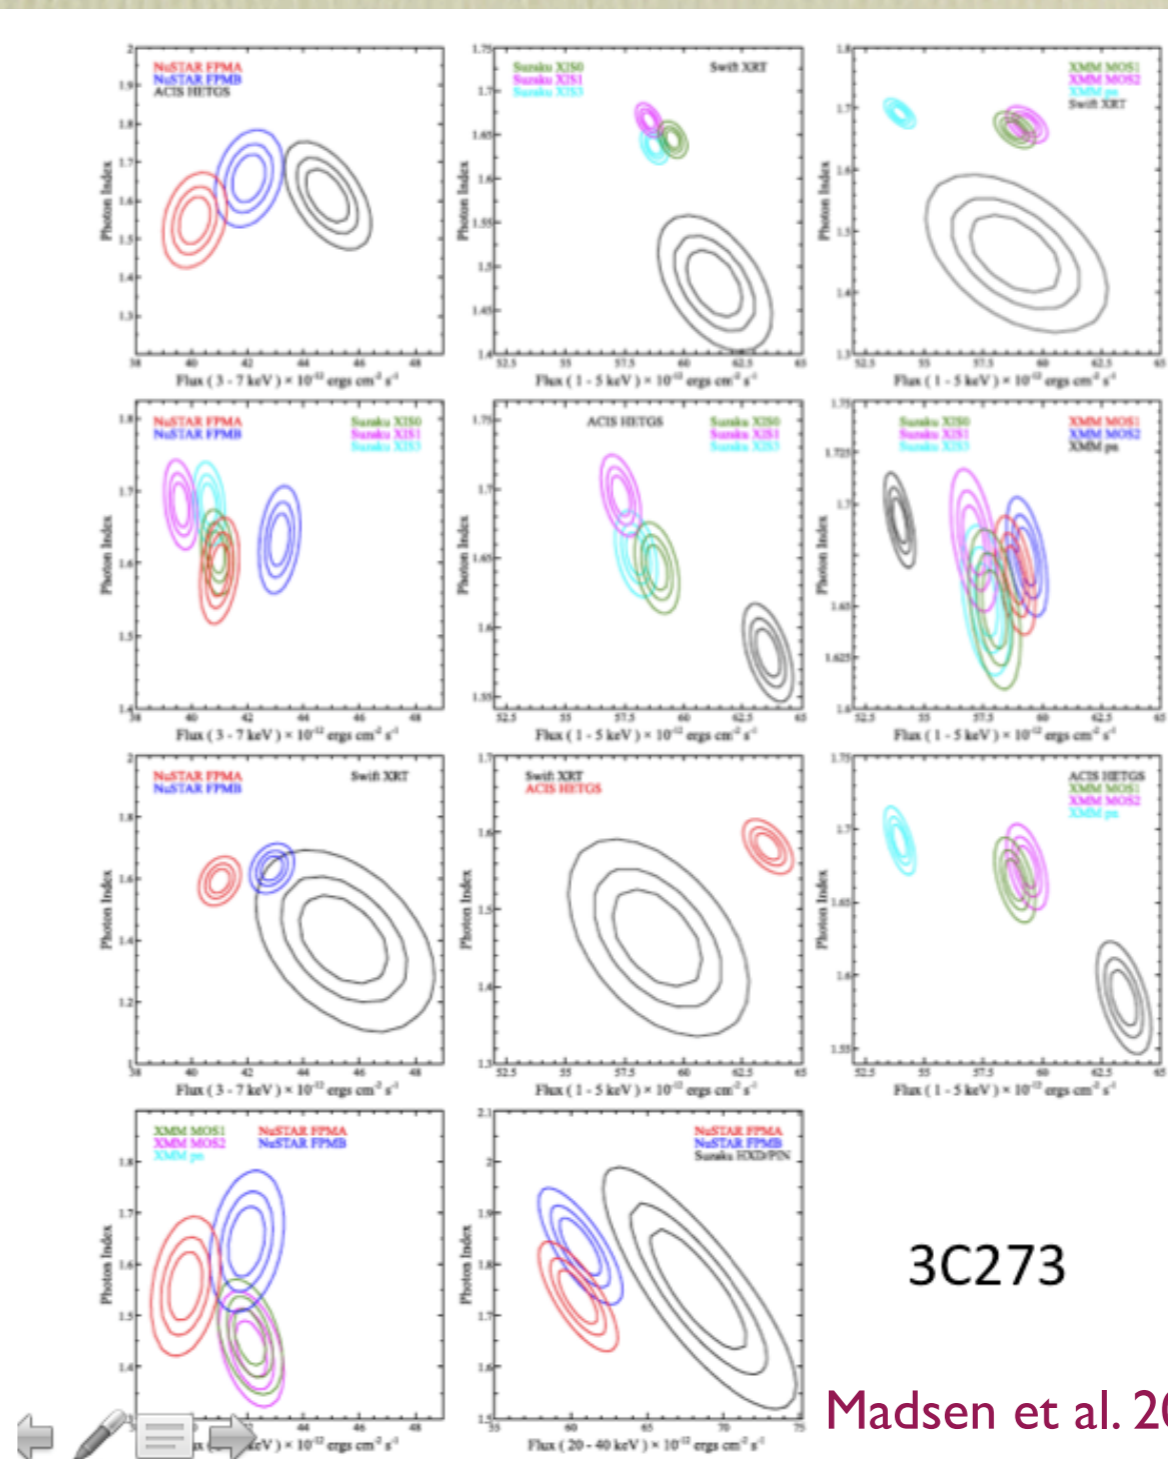 NuSTAR FPMA
NuSTAR FPMB
ACIS HETGS
Photon Index
Flux ( 3 - 7 keV ) × 10⁻¹² ergs cm⁻² s⁻¹
Suzaku XIS0
Suzaku XIS1
Suzaku XIS3
Swift XRT
Photon Index
Flux ( 1 - 5 keV ) × 10⁻¹² ergs cm⁻² s⁻¹
XMM MOS1
XMM MOS2
XMM pn
Swift XRT
Photon Index
Flux ( 1 - 5 keV ) × 10⁻¹² ergs cm⁻² s⁻¹
NuSTAR FPMA
NuSTAR FPMB
Suzaku XIS0
Suzaku XIS1
Suzaku XIS3
Photon Index
Flux ( 3 - 7 keV ) × 10⁻¹² ergs cm⁻² s⁻¹
ACIS HETGS
Suzaku XIS0
Suzaku XIS1
Suzaku XIS3
Photon Index
Flux ( 1 - 5 keV ) × 10⁻¹² ergs cm⁻² s⁻¹
Suzaku XIS0
Suzaku XIS1
Suzaku XIS3
XMM MOS1
XMM MOS2
XMM pn
Photon Index
Flux ( 1 - 5 keV ) × 10⁻¹² ergs cm⁻² s⁻¹
NuSTAR FPMA
NuSTAR FPMB
Swift XRT
Photon Index
Flux ( 3 - 7 keV ) × 10⁻¹² ergs cm⁻² s⁻¹
Swift XRT
ACIS HETGS
Photon Index
Flux ( 1 - 5 keV ) × 10⁻¹² ergs cm⁻² s⁻¹
ACIS HETGS
XMM MOS1
XMM MOS2
XMM pn
Photon Index
Flux ( 1 - 5 keV ) × 10⁻¹² ergs cm⁻² s⁻¹
XMM MOS1
XMM MOS2
XMM pn
NuSTAR FPMA
NuSTAR FPMB
Photon Index
keV ) × 10⁻¹² ergs cm⁻² s⁻¹
NuSTAR FPMA
NuSTAR FPMB
Suzaku HXD/PIN
Photon Index
Flux ( 20 - 40 keV ) × 10⁻¹² ergs cm⁻² s⁻¹
3C273
Madsen et al. 20